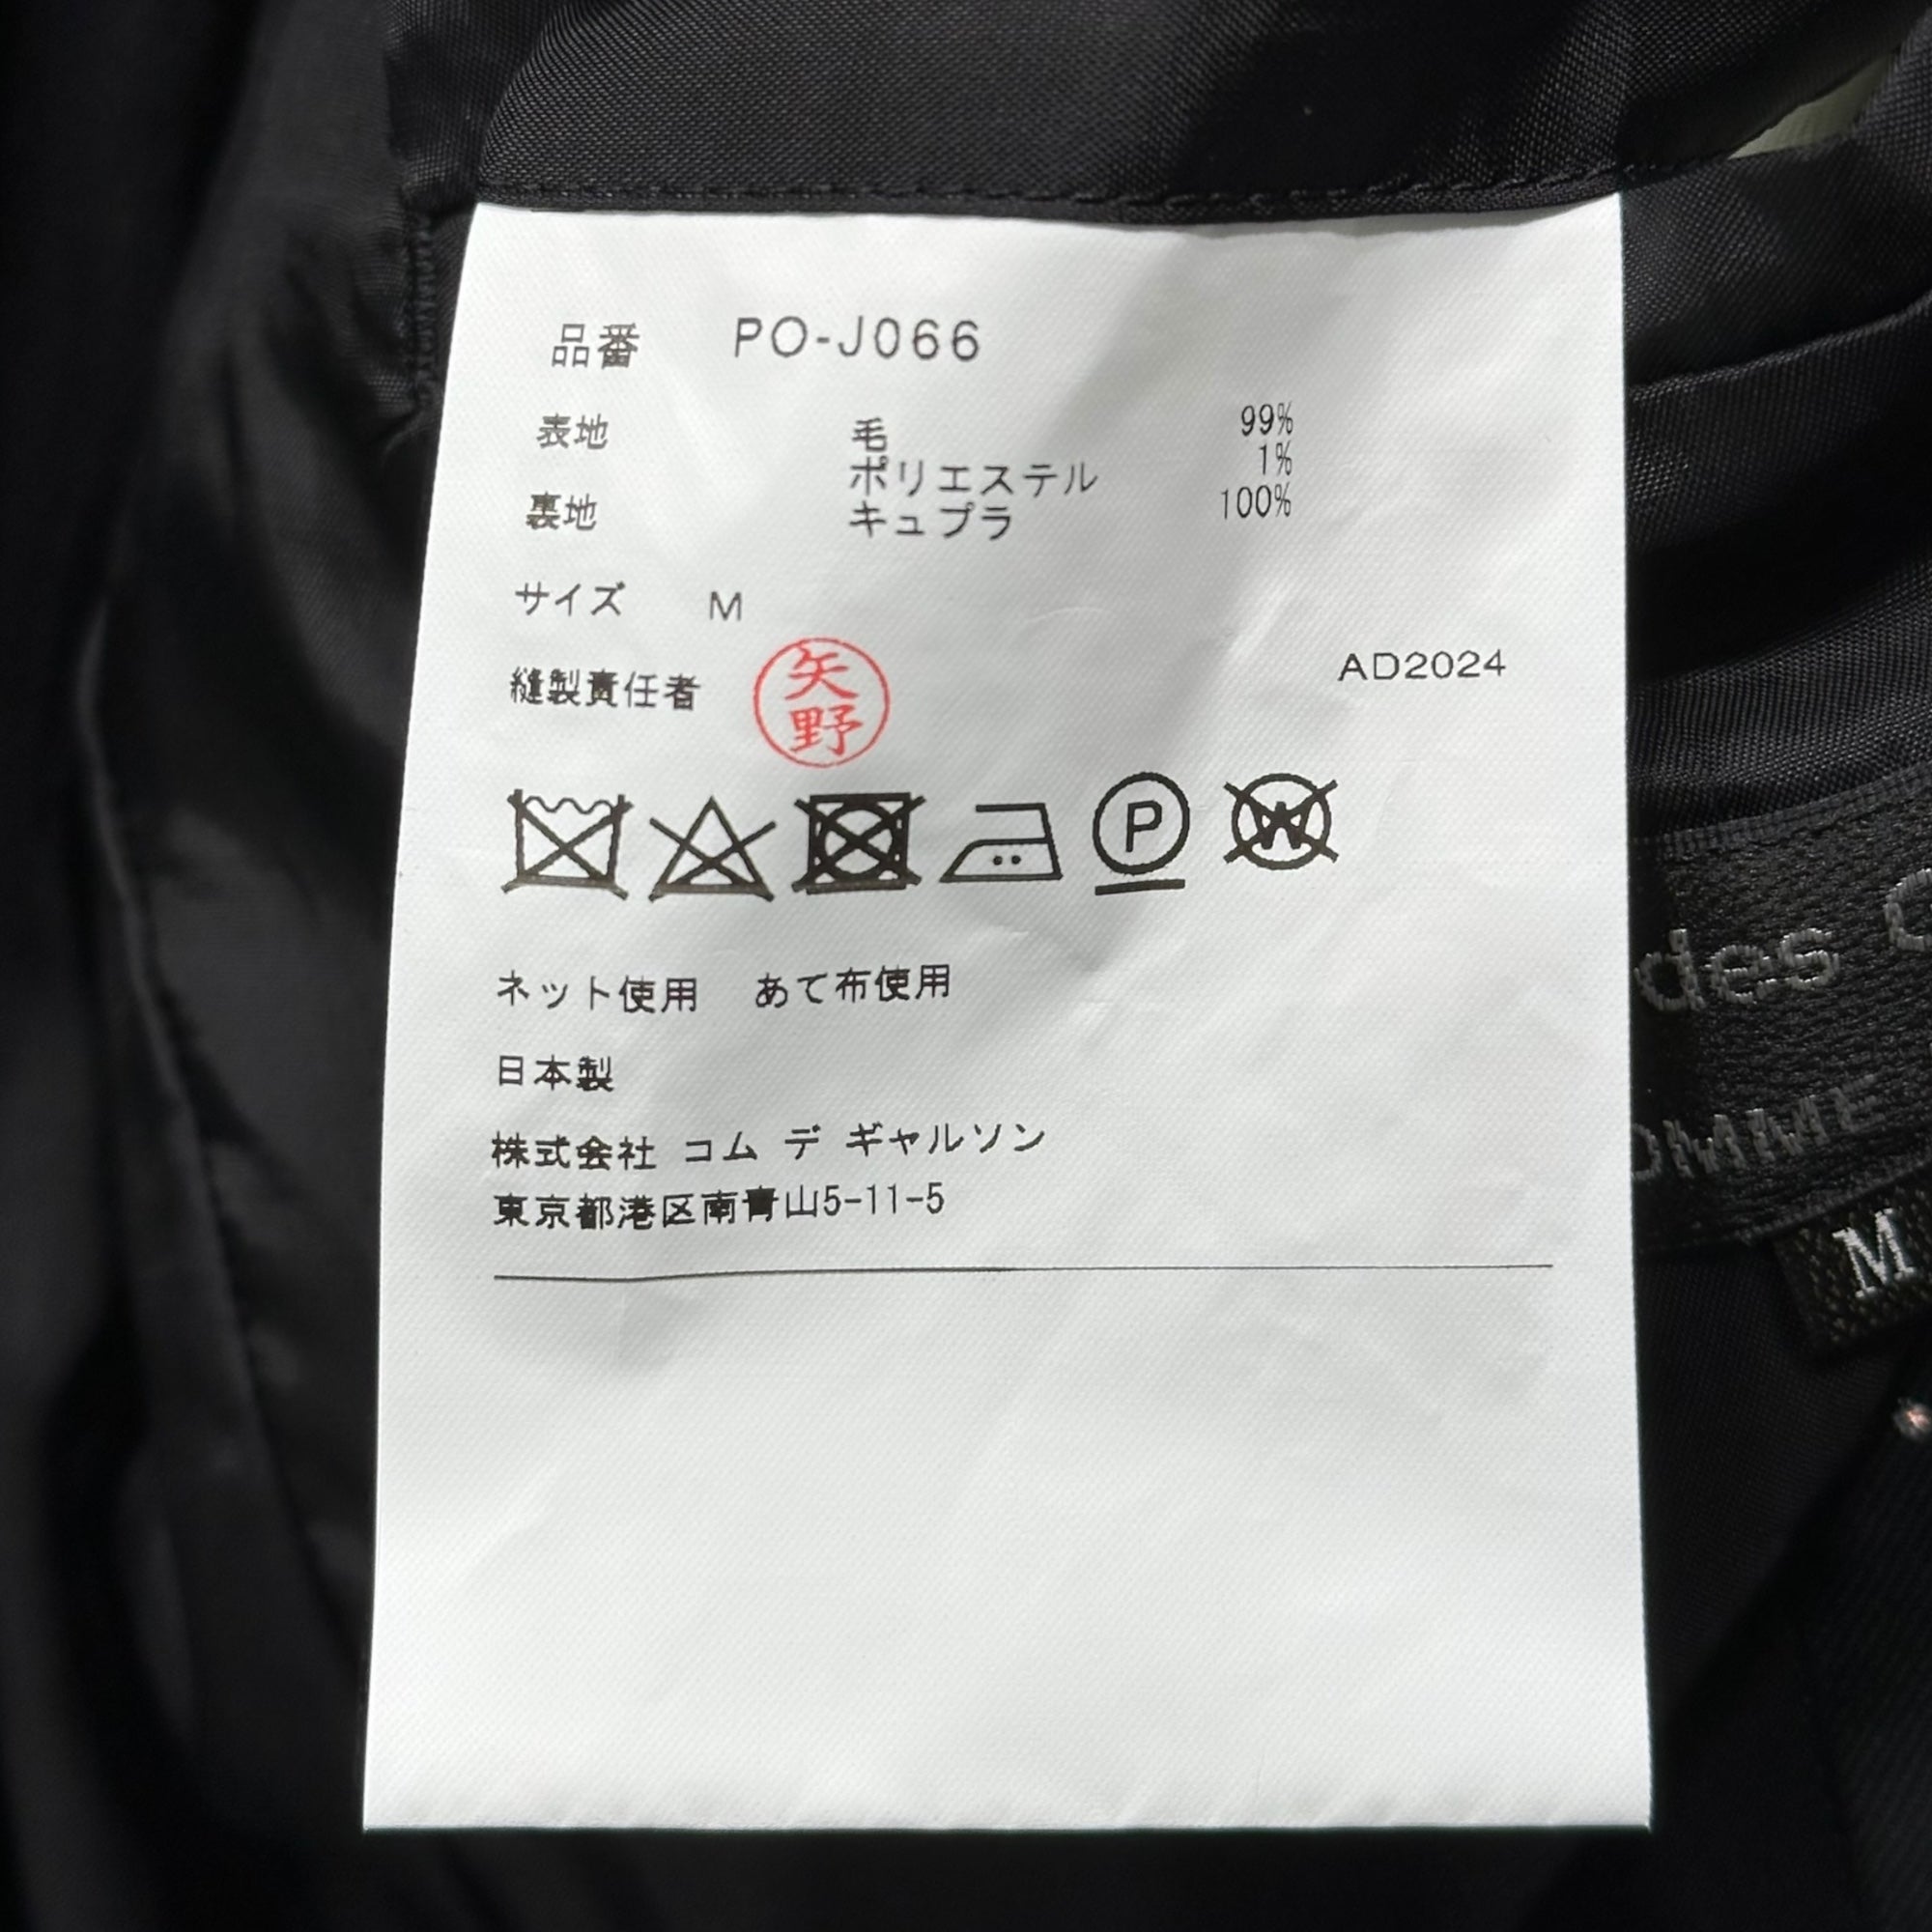 品番 PO-J066
表地 毛 99%
ポリエステル 1%
裏地 キュプラ 100%
サイズ M
縫製責任者 矢野
AD2024
P
W
ネット使用 あて布使用
日本製
株式会社 コム デ ギャルソン
東京都港区南青山5-11-5
des
OMME
M